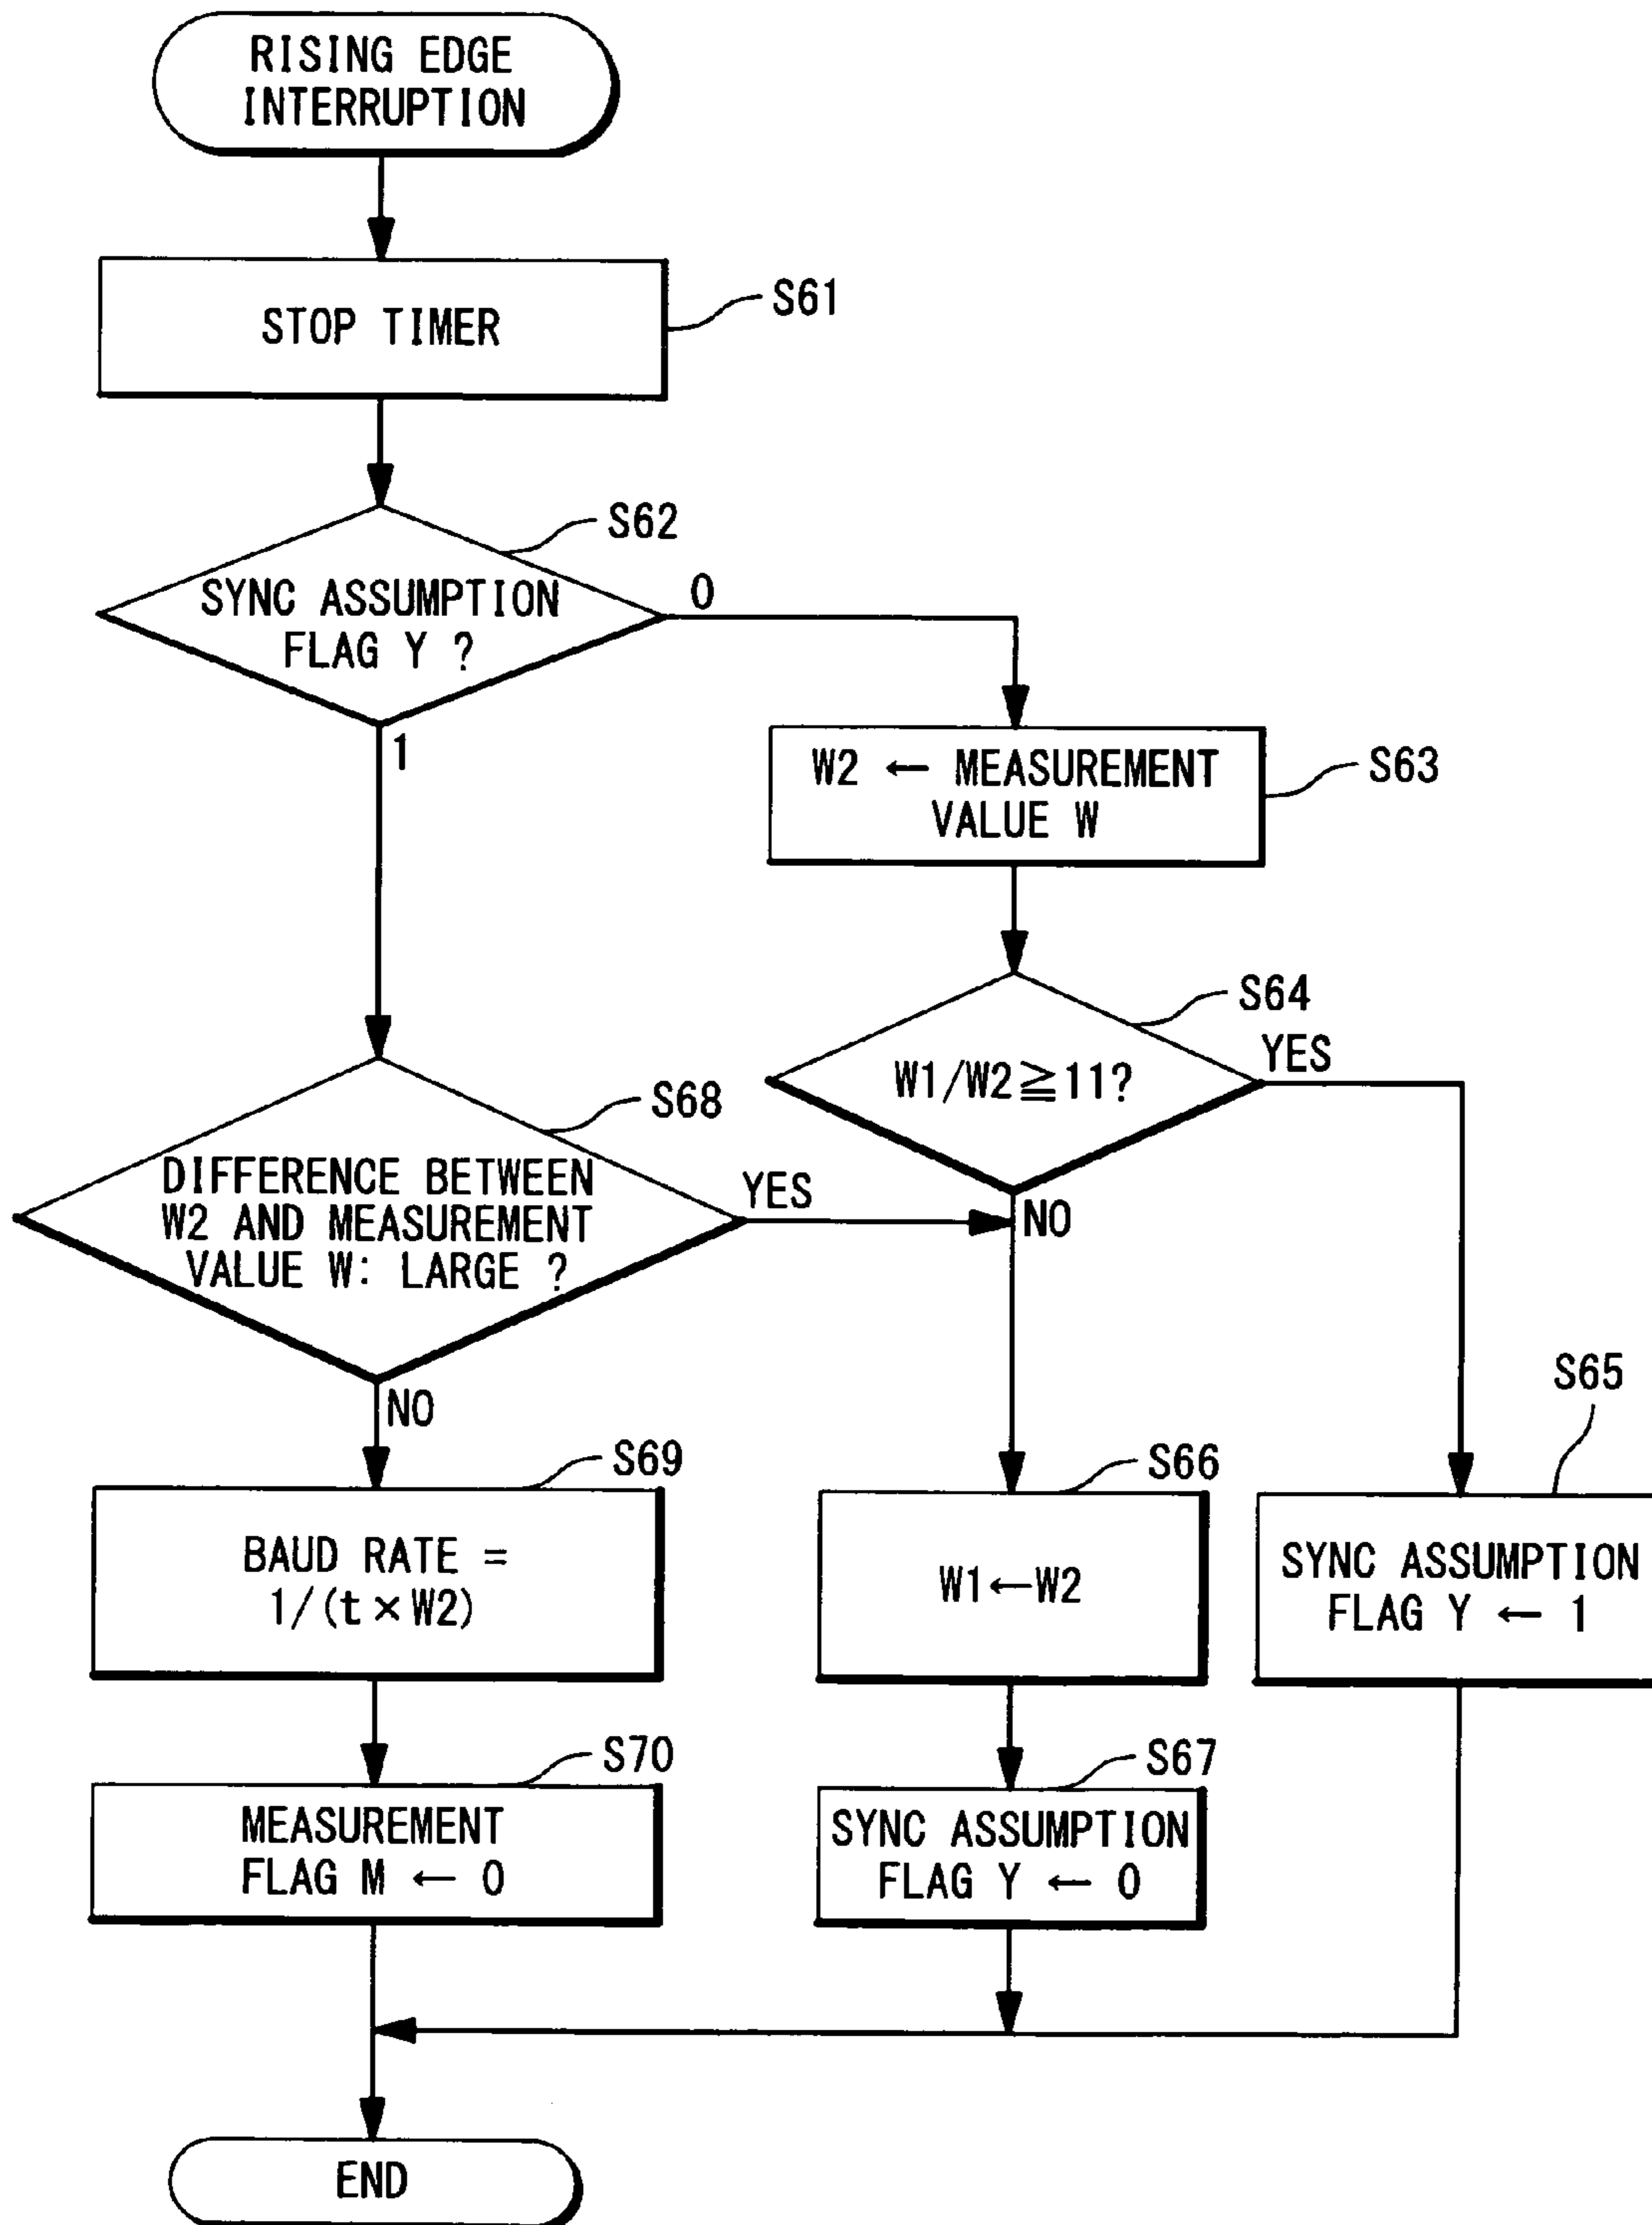 RISING EDGE
INTERRUPTION
STOP TIMER
S61
S62
SYNC ASSUMPTION
FLAG Y ?
0
1
W2 ← MEASUREMENT
VALUE W
S63
S64
W1/W2≧11?
YES
NO
S68
DIFFERENCE BETWEEN
W2 AND MEASUREMENT
VALUE W: LARGE ?
YES
NO
S69
BAUD RATE =
1/(t×W2)
S66
W1←W2
S65
SYNC ASSUMPTION
FLAG Y ← 1
S70
MEASUREMENT
FLAG M ← 0
S67
SYNC ASSUMPTION
FLAG Y ← 0
END